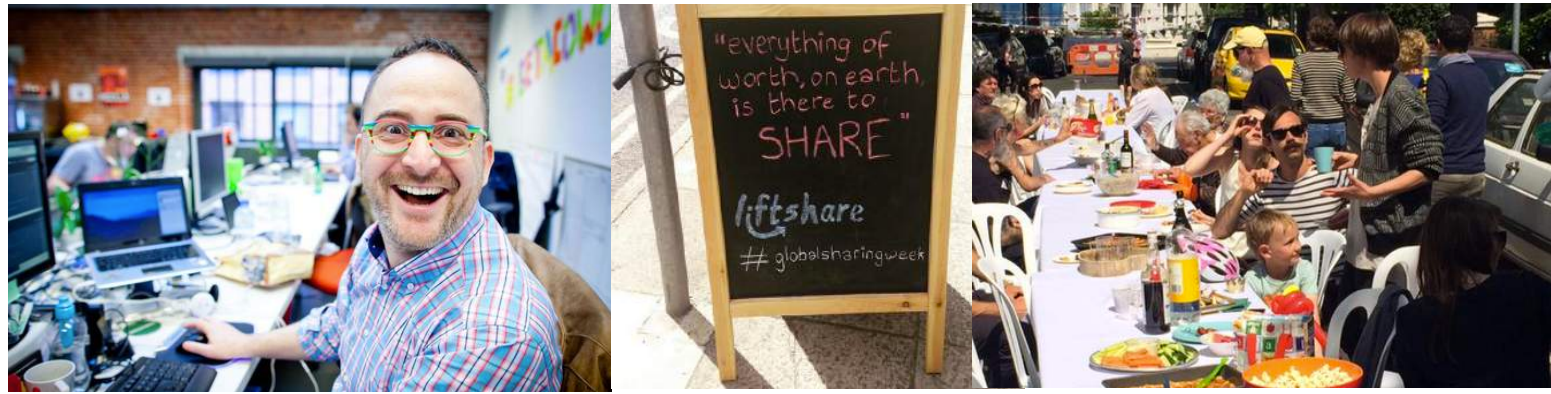 "everything of
worth, on earth,
is there to
SHARE"
liftshare
#globalsharingweek